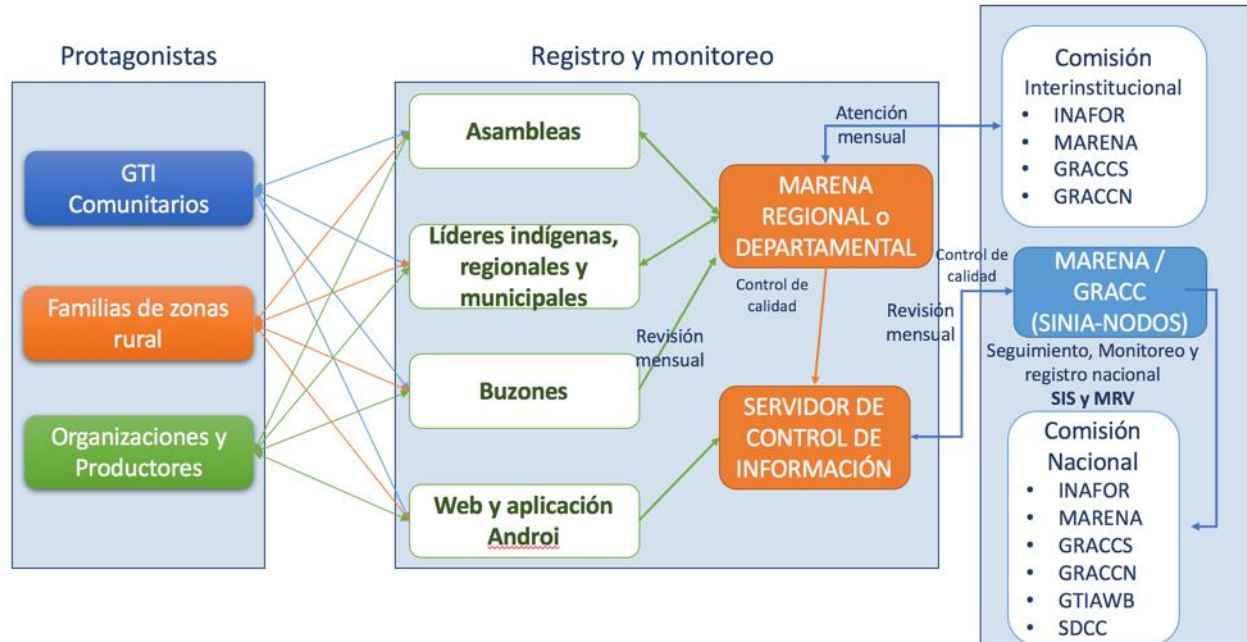 Protagonistas
GTI
Comunitarios
Familias de zonas
rural
Organizaciones y
Productores
Registro y monitoreo
Asambleas
Líderes indígenas,
regionales y
municipales
Buzones
Web y aplicación
Androi
Revisión
mensual
Atención
mensual
MARENA
REGIONAL o
DEPARTAMENTAL
Control de
calidad
SERVIDOR DE
CONTROL DE
INFORMACIÓN
Control de
calidad
Revisión
mensual
Comisión
Interinstitucional
• INAFOR
• MARENA
• GRACCS
• GRACCN
MARENA /
GRACC
(SINIA-NODOS)
Seguimiento, Monitoreo y
registro nacional
SIS y MRV
Comisión
Nacional
• INAFOR
• MARENA
• GRACCS
• GRACCN
• GTIAWB
• SDCC